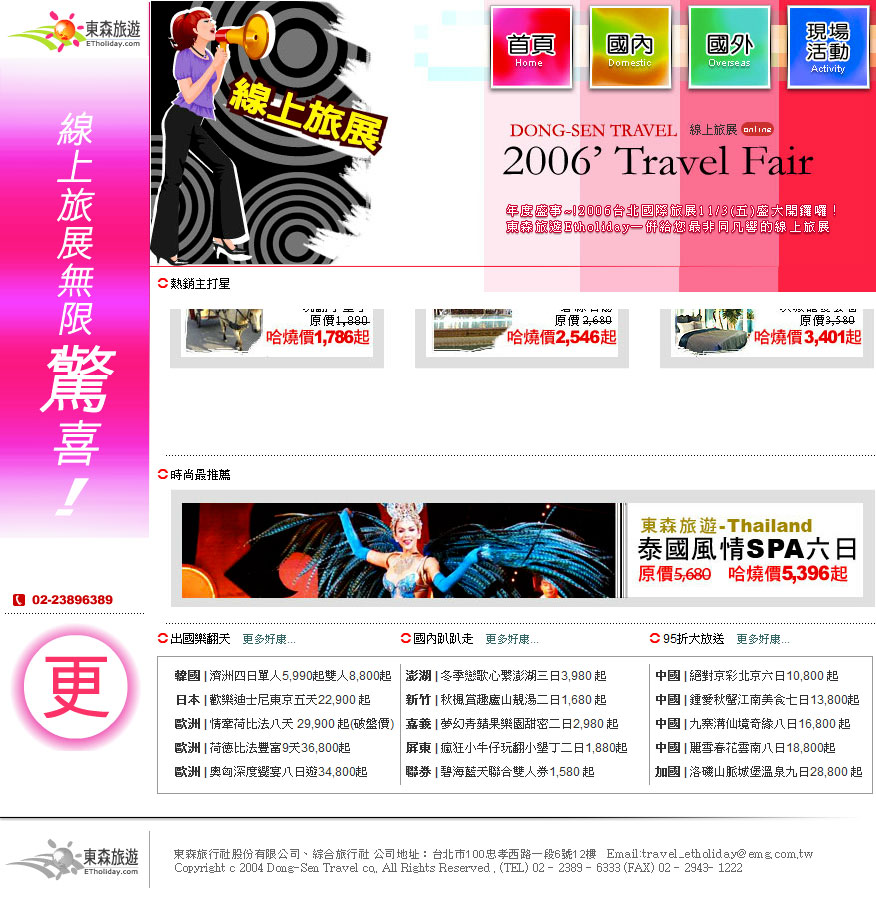 東森旅遊
ETholiday.com
首頁
Home
國內
Domestic
國外
Overseas
現場活動
Activity
線上旅展
DONG-SEN TRAVEL 線上旅展 online
2006’ Travel Fair
年度盛事~!2006台北國際旅展11/3(五)盛大開鑼囉!
東森旅遊Etholiday一併給您最非同凡響的線上旅展
線上旅展無限驚喜!
熱銷主打星
原價1,880
哈燒價1,786起
原價2,680
哈燒價2,546起
原價3,580
哈燒價3,401起
時尚最推薦
東森旅遊-Thailand
泰國風情SPA六日
原價5,680 哈燒價5,396起
02-23896389
更
出國樂翻天 更多好康...
韓國 | 濟洲四日單人5,990起雙人8,800起
日本 | 歡樂迪士尼東京五天22,900 起
歐洲 | 情牽荷比法八天 29,900 起(破盤價)
歐洲 | 荷德比法豐富9天36,800起
歐洲 | 奧匈深度饗宴八日遊34,800起
國內趴趴走 更多好康...
澎湖 | 冬季戀歌心繫澎湖三日3,980 起
新竹 | 秋楓賞趣廬山靚湯二日1,680 起
嘉義 | 夢幻青蘋果樂園甜密二日2,980 起
屏東 | 瘋狂小牛仔玩翻小墾丁二日1,880起
聯券 | 碧海藍天聯合雙人券1,580 起
95折大放送 更多好康...
中國 | 絕對京彩北京六日10,800 起
中國 | 鍾愛秋蟹江南美食七日13,800起
中國 | 九寨溝仙境奇緣八日16,800 起
中國 | 麗雪春花雲南八日18,800起
加國 | 洛磯山脈城堡溫泉九日28,800 起
東森旅遊
ETholiday.com
東森旅行社股份有限公司、綜合旅行社 公司地址：台北市100忠孝西路一段6號12樓 Email:travel_etholiday@emg.com.tw
Copyright c 2004 Dong-Sen Travel co., All Rights Reserved , (TEL) 02 - 2389 - 6333 (FAX) 02 - 2943- 1222